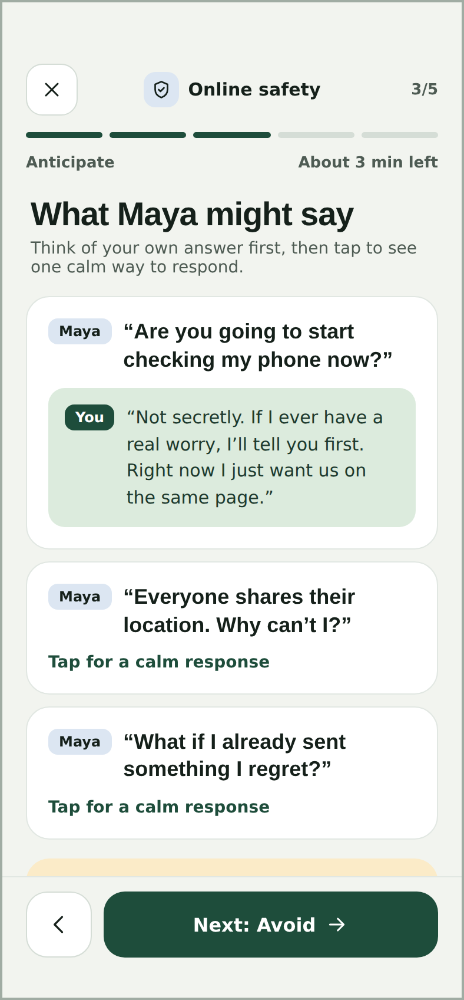 Online safety
3/5
Anticipate
About 3 min left
What Maya might say
Think of your own answer first, then tap to see
one calm way to respond.
Maya
“Are you going to start
checking my phone now?”
You
“Not secretly. If I ever have a
real worry, I’ll tell you first.
Right now I just want us on
the same page.”
Maya
“Everyone shares their
location. Why can’t I?”
Tap for a calm response
Maya
“What if I already sent
something I regret?”
Tap for a calm response
Next: Avoid